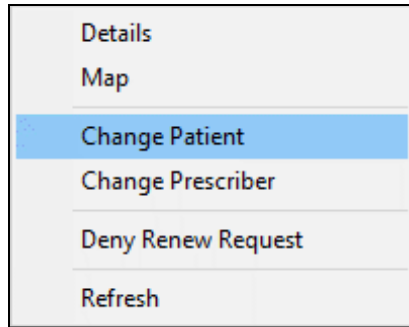 Details
Map
Change Patient
Change Prescriber
Deny Renew Request
Refresh